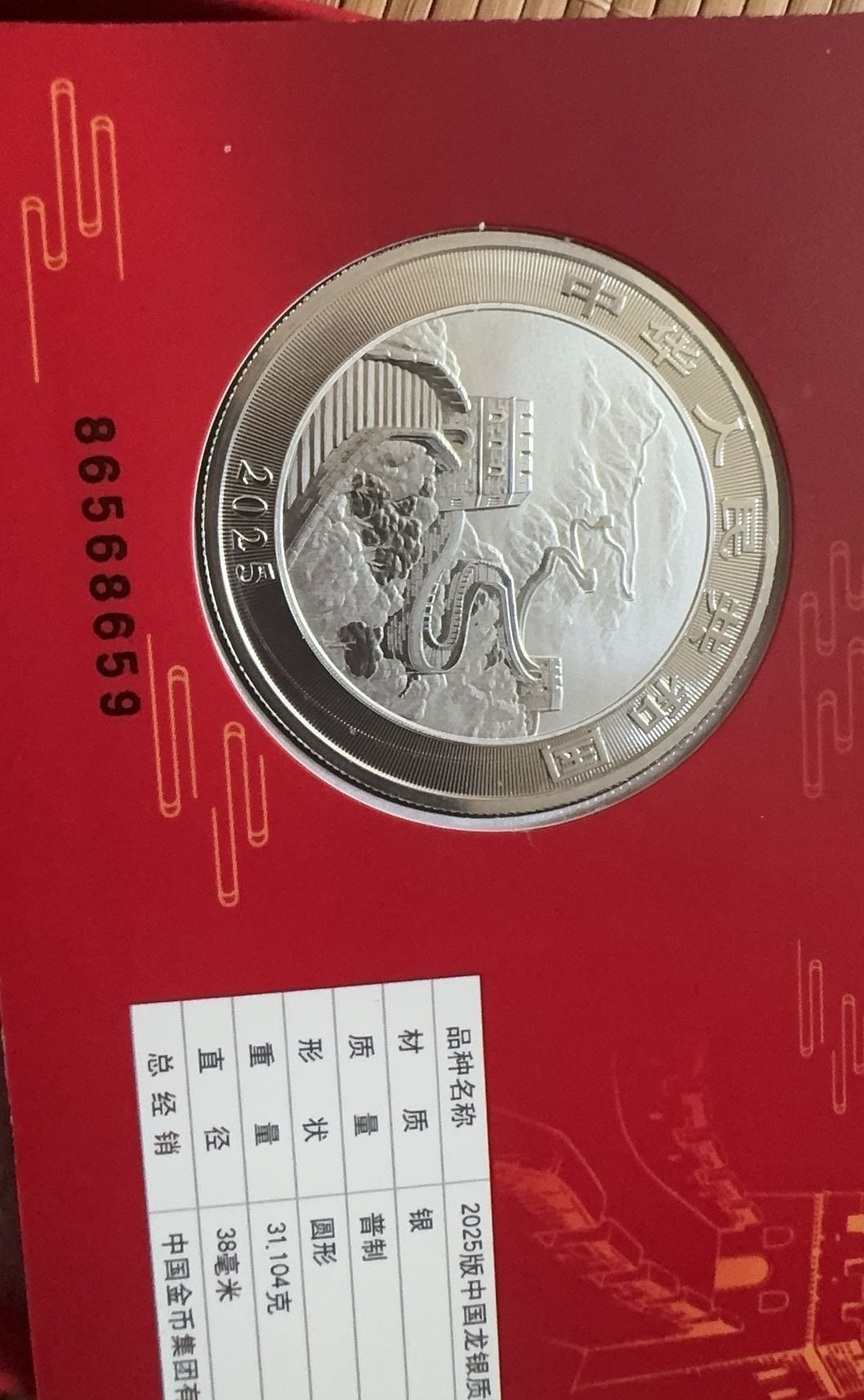 中华人民共和国
2025
86568659
品种名称 2025版中国龙银质
材质 银
质量 普制
形状 圆形
重量 31.104克
直径 38毫米
总经销 中国金币集团有